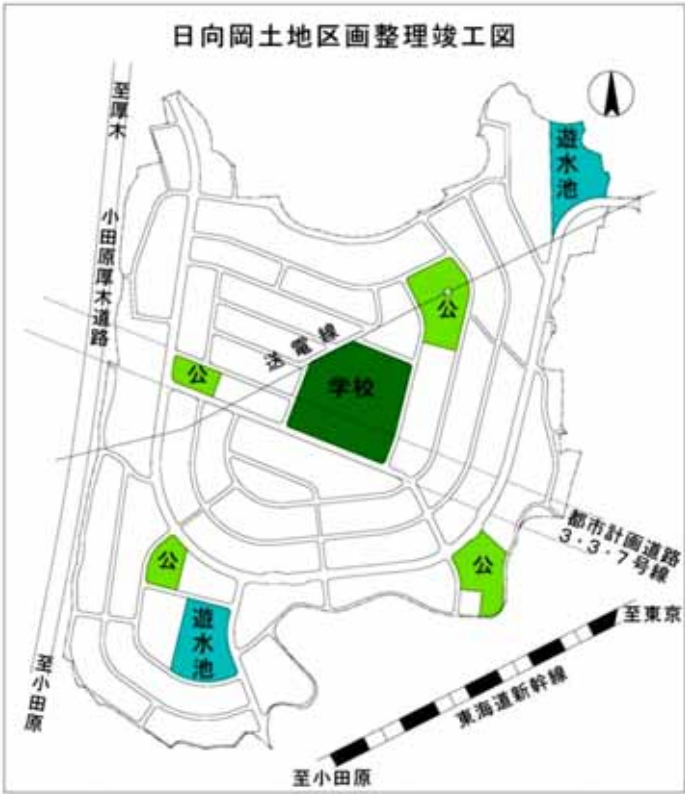 日向岡土地区画整理竣工図
至厚木
遊水池
小田原厚木道路
公
送電線
公
学校
都市計画道路
3・3・7号線
公
公
遊水池
至東京
至小田原
東海道新幹線
至小田原